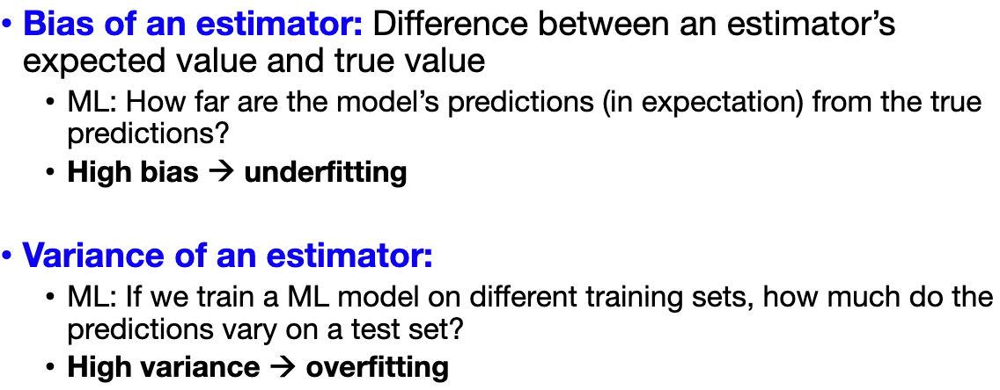 • Bias of an estimator: Difference between an estimator’s
expected value and true value
• ML: How far are the model’s predictions (in expectation) from the true
predictions?
• High bias → underfitting
• Variance of an estimator:
• ML: If we train a ML model on different training sets, how much do the
predictions vary on a test set?
• High variance → overfitting